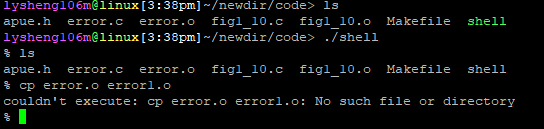 lysheng106m@linux[3:38pm]~/newdir/code> ls
apue.h  error.c  error.o  fig1_10.c  fig1_10.o  Makefile  shell
lysheng106m@linux[3:38pm]~/newdir/code> ./shell
% ls
apue.h  error.c  error.o  fig1_10.c  fig1_10.o  Makefile  shell
% cp error.o error1.o
couldn't execute: cp error.o error1.o: No such file or directory
%